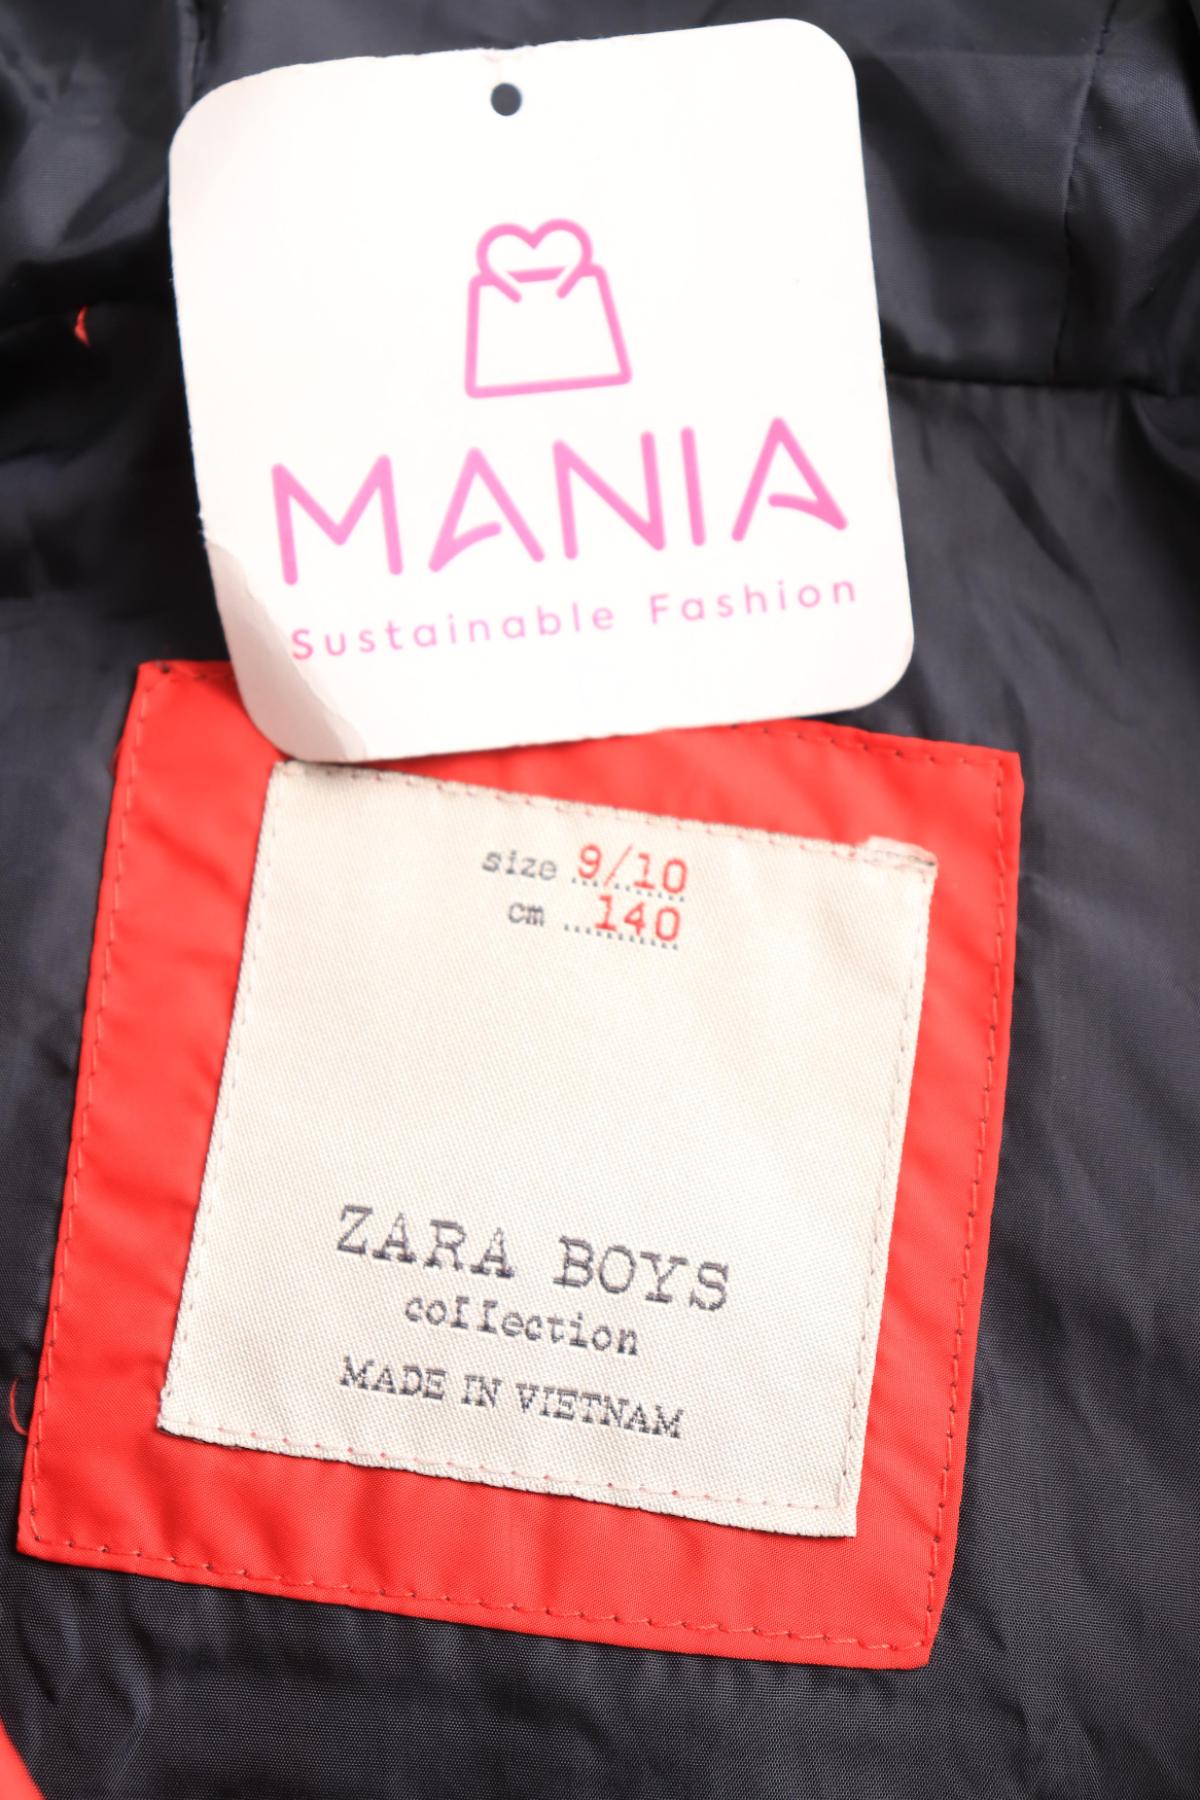 MANIA
Sustainable Fashion
size 9/10
cm 140
ZARA BOYS
collection
MADE IN VIETNAM